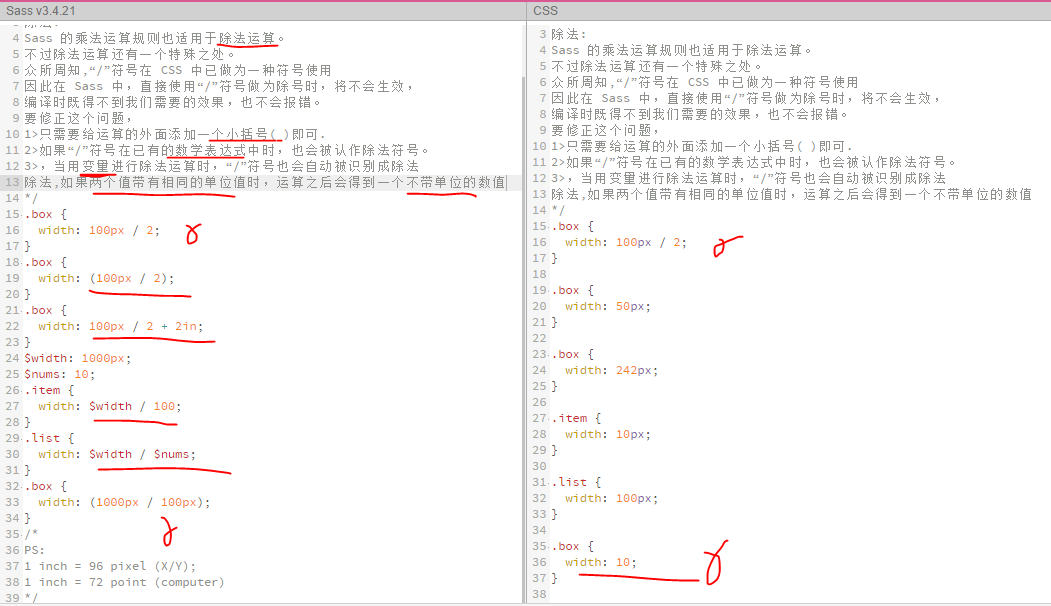 Sass v3.4.21
4 Sass 的乘法运算规则也适用于除法运算。
5 不过除法运算还有一个特殊之处。
6 众所周知,“/”符号在 CSS 中已做为一种符号使用
7 因此在 Sass 中，直接使用“/”符号做为除号时，将不会生效，
8 编译时既得不到我们需要的效果，也不会报错。
9 要修正这个问题，
10 1>只需要给运算的外面添加一个小括号( )即可.
11 2>如果“/”符号在已有的数学表达式中时，也会被认作除法符号。
12 3>，当用变量进行除法运算时，“/”符号也会自动被识别成除法
13 除法,如果两个值带有相同的单位值时，运算之后会得到一个不带单位的数值
14 */
15 .box {
16 width: 100px / 2;
17 }
18 .box {
19 width: (100px / 2);
20 }
21 .box {
22 width: 100px / 2 + 2in;
23 }
24 $width: 1000px;
25 $nums: 10;
26 .item {
27 width: $width / 100;
28 }
29 .list {
30 width: $width / $nums;
31 }
32 .box {
33 width: (1000px / 100px);
34 }
35 /*
36 PS:
37 1 inch = 96 pixel (X/Y);
38 1 inch = 72 point (computer)
39 */
CSS
3 除法:
4 Sass 的乘法运算规则也适用于除法运算。
5 不过除法运算还有一个特殊之处。
6 众所周知,“/”符号在 CSS 中已做为一种符号使用
7 因此在 Sass 中，直接使用“/”符号做为除号时，将不会生效，
8 编译时既得不到我们需要的效果，也不会报错。
9 要修正这个问题，
10 1>只需要给运算的外面添加一个小括号( )即可.
11 2>如果“/”符号在已有的数学表达式中时，也会被认作除法符号。
12 3>，当用变量进行除法运算时，“/”符号也会自动被识别成除法
13 除法,如果两个值带有相同的单位值时，运算之后会得到一个不带单位的数值
14 */
15 .box {
16 width: 100px / 2;
17 }
18
19 .box {
20 width: 50px;
21 }
22
23 .box {
24 width: 242px;
25 }
26
27 .item {
28 width: 10px;
29 }
30
31 .list {
32 width: 100px;
33 }
34
35 .box {
36 width: 10;
37 }
38